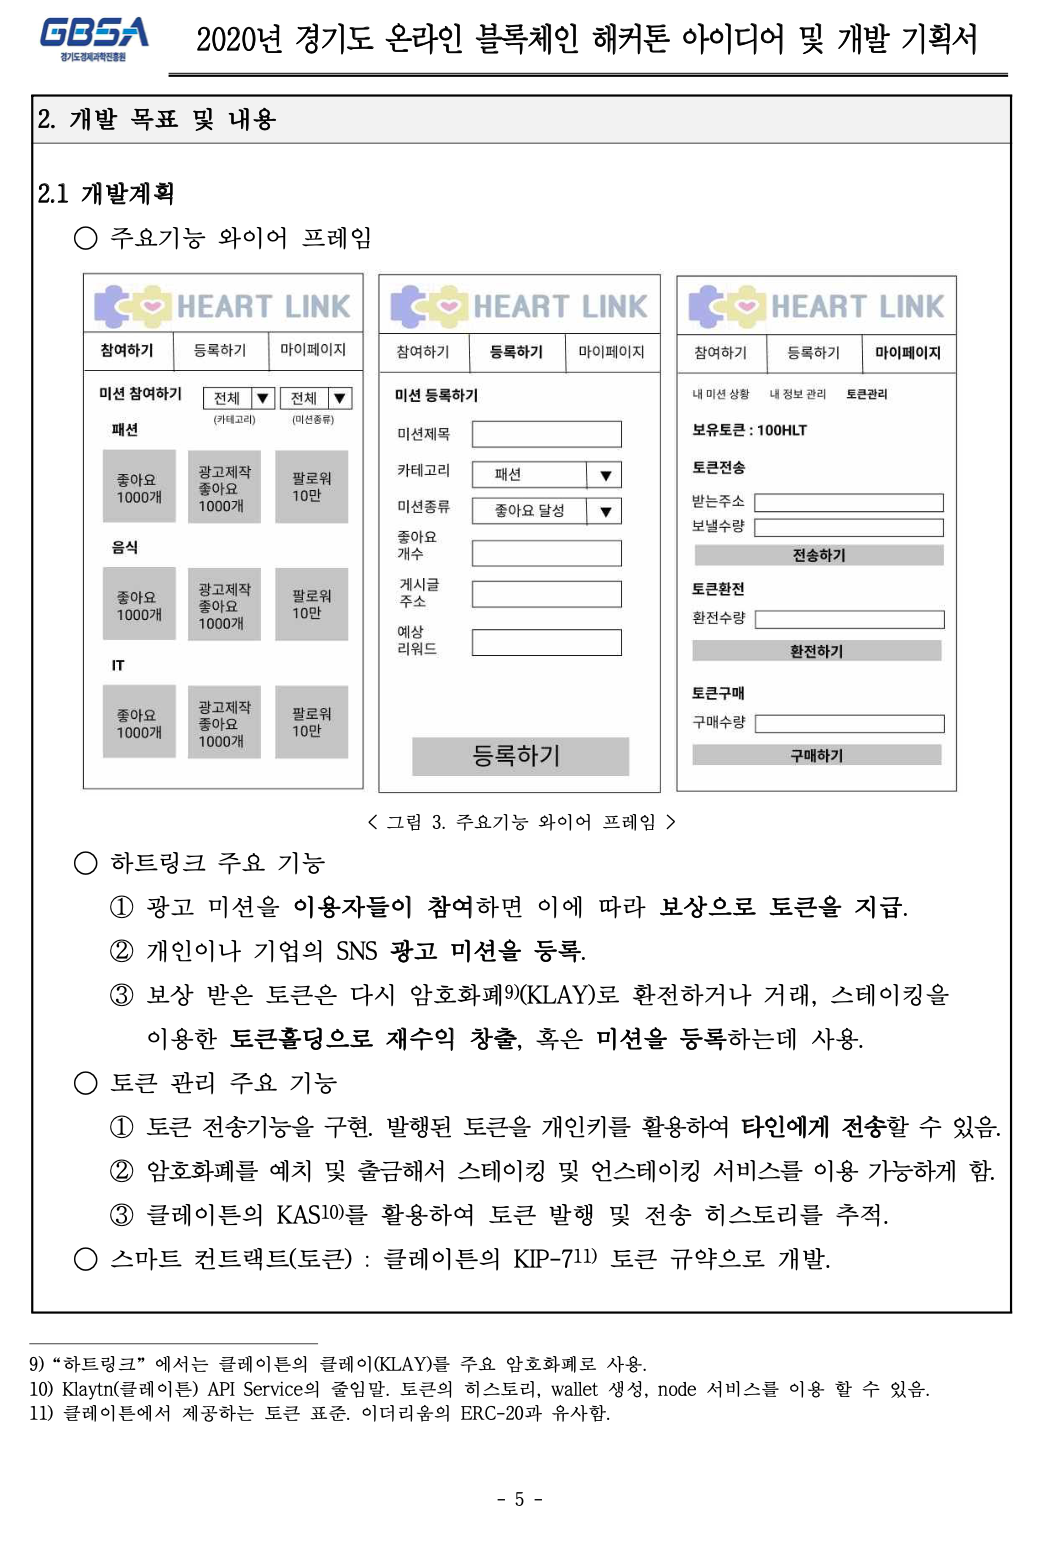 GBSA
경기도경제과학진흥원
2020년 경기도 온라인 블록체인 해커톤 아이디어 및 개발 기획서
2. 개발 목표 및 내용
2.1 개발계획
○ 주요기능 와이어 프레임
HEART LINK
참여하기 등록하기 마이페이지
미션 참여하기 전체 ▼ 전체 ▼
(카테고리) (미션종류)
패션
좋아요
1000개
광고제작
좋아요
1000개
팔로워
10만
음식
좋아요
1000개
광고제작
좋아요
1000개
팔로워
10만
IT
좋아요
1000개
광고제작
좋아요
1000개
팔로워
10만
HEART LINK
참여하기 등록하기 마이페이지
미션 등록하기
미션제목
카테고리 패션 ▼
미션종류 좋아요 달성 ▼
좋아요
개수
게시글
주소
예상
리워드
등록하기
HEART LINK
참여하기 등록하기 마이페이지
내 미션 상황 내 정보 관리 토큰관리
보유토큰 : 100HLT
토큰전송
받는주소
보낼수량
전송하기
토큰환전
환전수량
환전하기
토큰구매
구매수량
구매하기
< 그림 3. 주요기능 와이어 프레임 >
○ 하트링크 주요 기능
① 광고 미션을 이용자들이 참여하면 이에 따라 보상으로 토큰을 지급.
② 개인이나 기업의 SNS 광고 미션을 등록.
③ 보상 받은 토큰은 다시 암호화폐9)(KLAY)로 환전하거나 거래, 스테이킹을
이용한 토큰홀딩으로 재수익 창출, 혹은 미션을 등록하는데 사용.
○ 토큰 관리 주요 기능
① 토큰 전송기능을 구현. 발행된 토큰을 개인키를 활용하여 타인에게 전송할 수 있음.
② 암호화폐를 예치 및 출금해서 스테이킹 및 언스테이킹 서비스를 이용 가능하게 함.
③ 클레이튼의 KAS10)를 활용하여 토큰 발행 및 전송 히스토리를 추적.
○ 스마트 컨트랙트(토큰) : 클레이튼의 KIP-711) 토큰 규약으로 개발.
9) “하트링크” 에서는 클레이튼의 클레이(KLAY)를 주요 암호화폐로 사용.
10) Klaytn(클레이튼) API Service의 줄임말. 토큰의 히스토리, wallet 생성, node 서비스를 이용 할 수 있음.
11) 클레이튼에서 제공하는 토큰 표준. 이더리움의 ERC-20과 유사함.
- 5 -